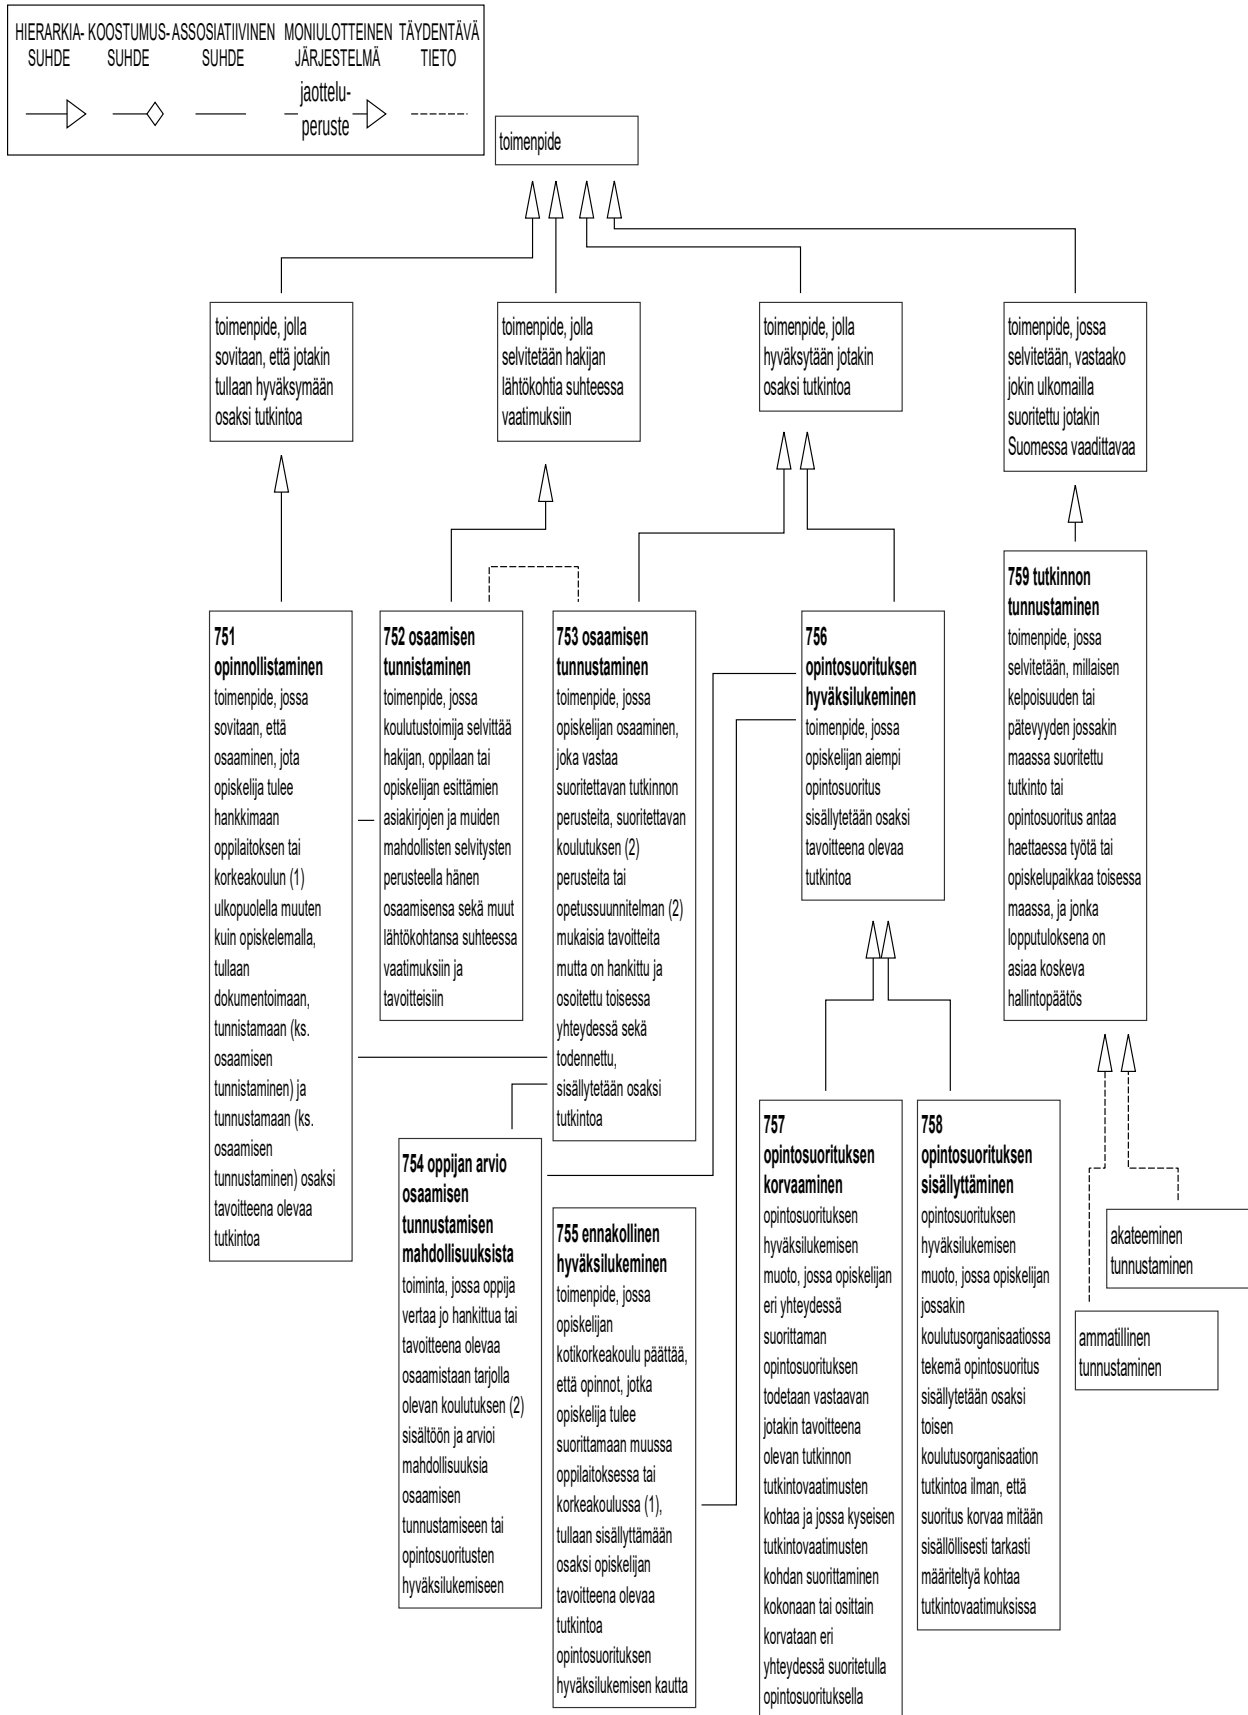 HIERARKIA- KOOSTUMUS- ASSOSIATIIVINEN MONIULOTTEINEN TÄYDENTÄVÄ
SUHDE SUHDE SUHDE JÄRJESTELMÄ TIETO
jaottelu-
peruste
toimenpide
toimenpide, jolla
sovitaan, että jotakin
tullaan hyväksymään
osaksi tutkintoa
toimenpide, jolla
selvitetään hakijan
lähtökohtia suhteessa
vaatimuksiin
toimenpide, jolla
hyväksytään jotakin
osaksi tutkintoa
toimenpide, jossa
selvitetään, vastaako
jokin ulkomailla
suoritettu jotakin
Suomessa vaadittavaa
751
opinnollistaminen
toimenpide, jossa
sovitaan, että
osaaminen, jota
opiskelija tulee
hankkimaan
oppilaitoksen tai
korkeakoulun (1)
ulkopuolella muuten
kuin opiskelemalla,
tullaan
dokumentoimaan,
tunnistamaan (ks.
osaamisen
tunnistaminen) ja
tunnustamaan (ks.
osaamisen
tunnustaminen) osaksi
tavoitteena olevaa
tutkintoa
752 osaamisen
tunnistaminen
toimenpide, jossa
koulutustoimija selvittää
hakijan, oppilaan tai
opiskelijan esittämien
asiakirjojen ja muiden
mahdollisten selvitysten
perusteella hänen
osaamisensa sekä muut
lähtökohtansa suhteessa
vaatimuksiin ja
tavoitteisiin
753 osaamisen
tunnustaminen
toimenpide, jossa
opiskelijan osaaminen,
joka vastaa
suoritettavan tutkinnon
perusteita, suoritettavan
koulutuksen (2)
perusteita tai
opetussuunnitelman (2)
mukaisia tavoitteita
mutta on hankittu ja
osoitettu toisessa
yhteydessä sekä
todennettu,
sisällytetään osaksi
tutkintoa
756
opintosuorituksen
hyväksilukeminen
toimenpide, jossa
opiskelijan aiempi
opintosuoritus
sisällytetään osaksi
tavoitteena olevaa
tutkintoa
759 tutkinnon
tunnustaminen
toimenpide, jossa
selvitetään, millaisen
kelpoisuuden tai
pätevyyden jossakin
maassa suoritettu
tutkinto tai
opintosuoritus antaa
haettaessa työtä tai
opiskelupaikkaa toisessa
maassa, ja jonka
lopputuloksena on
asiaa koskeva
hallintopäätös
754 oppijan arvio
osaamisen
tunnustamisen
mahdollisuuksista
toiminta, jossa oppija
vertaa jo hankittua tai
tavoitteena olevaa
osaamistaan tarjolla
olevan koulutuksen (2)
sisältöön ja arvioi
mahdollisuuksia
osaamisen
tunnustamiseen tai
opintosuoritusten
hyväksilukemiseen
755 ennakollinen
hyväksilukeminen
toimenpide, jossa
opiskelijan
kotikorkeakoulu päättää,
että opinnot, jotka
opiskelija tulee
suorittamaan muussa
oppilaitoksessa tai
korkeakoulussa (1),
tullaan sisällyttämään
osaksi opiskelijan
tavoitteena olevaa
tutkintoa
opintosuorituksen
hyväksilukemisen kautta
757
opintosuorituksen
korvaaminen
opintosuorituksen
hyväksilukemisen
muoto, jossa opiskelijan
eri yhteydessä
suorittaman
opintosuorituksen
todetaan vastaavan
jotakin tavoitteena
olevan tutkinnon
tutkintovaatimusten
kohtaa ja jossa kyseisen
tutkintovaatimusten
kohdan suorittaminen
kokonaan tai osittain
korvataan eri
yhteydessä suoritetulla
opintosuorituksella
758
opintosuorituksen
sisällyttäminen
opintosuorituksen
hyväksilukemisen
muoto, jossa opiskelijan
jossakin
koulutusorganisaatiossa
tekemä opintosuoritus
sisällytetään osaksi
toisen
koulutusorganisaation
tutkintoa ilman, että
suoritus korvaa mitään
sisällöllisesti tarkasti
määriteltyä kohtaa
tutkintovaatimuksissa
akateeminen
tunnustaminen
ammatillinen
tunnustaminen